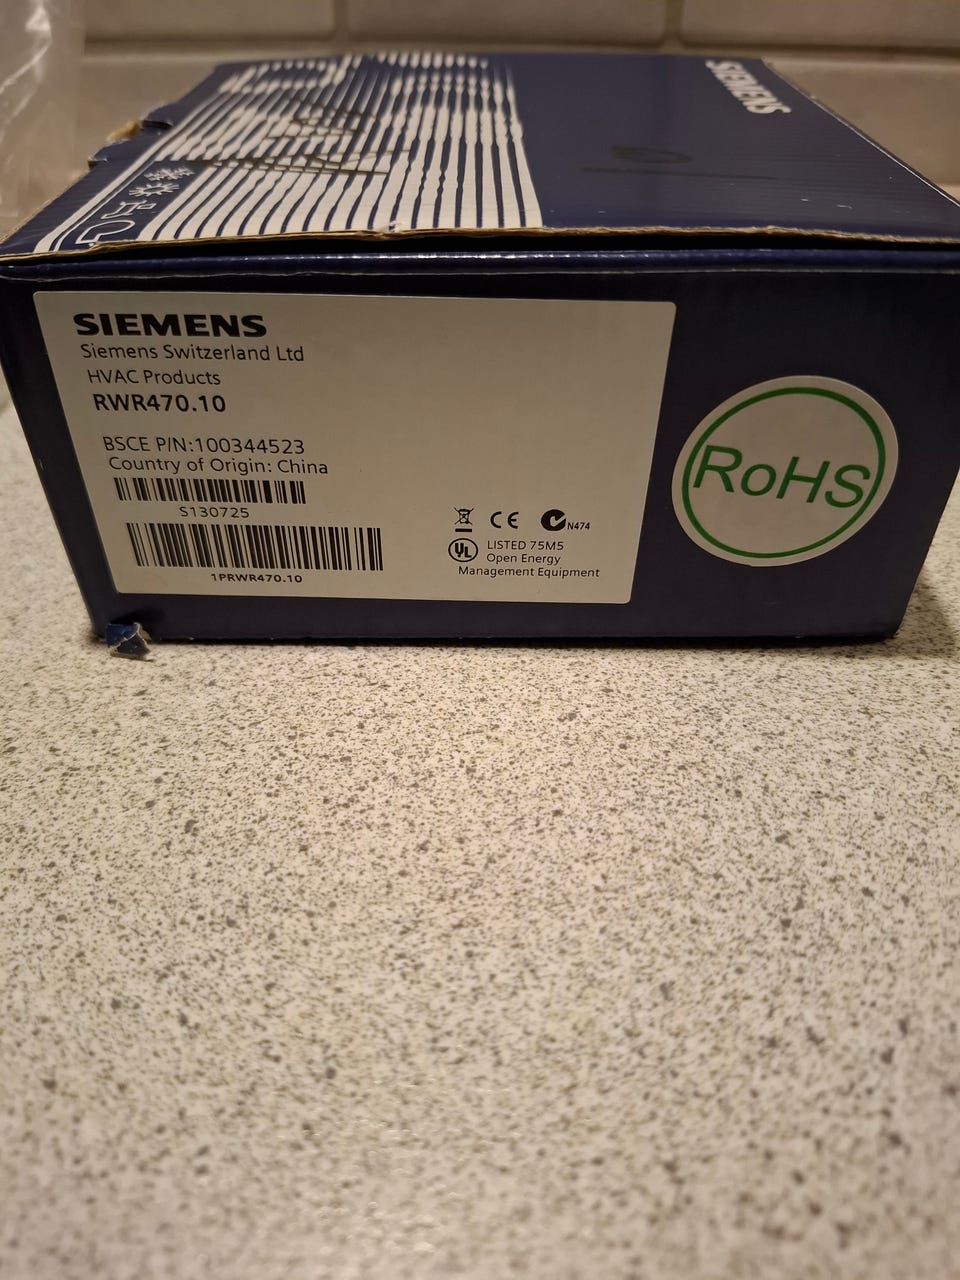 SIEMENS
SIEMENS
Siemens Switzerland Ltd
HVAC Products
RWR470.10
BSCE P/N:100344523
Country of Origin: China
S130725
1PRWR470.10
CE
N474
UL
LISTED 75M5
Open Energy
Management Equipment
RoHS